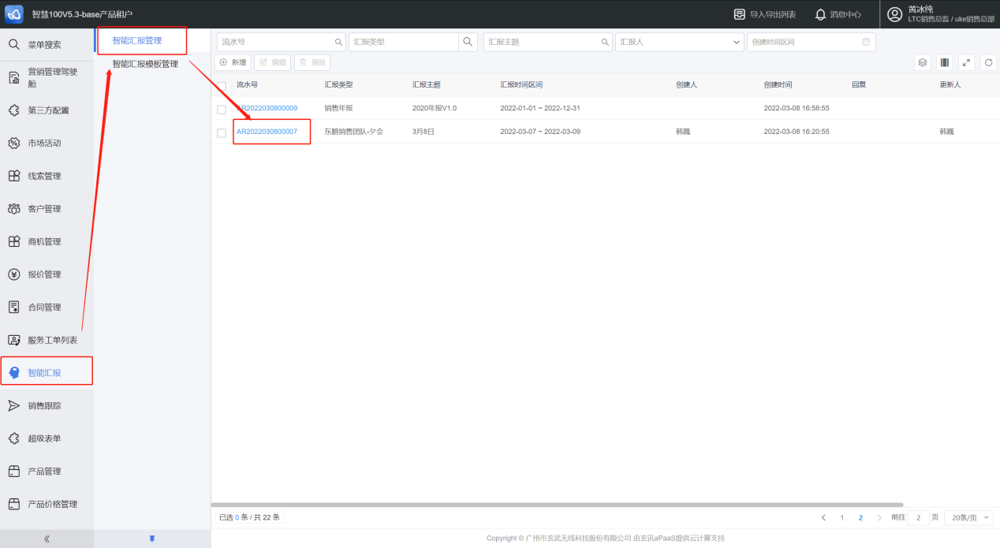 智慧100V5.3-base产品租户
导入导出列表
消息中心
黄冰纯
LTC销售总监 / uke销售总部
菜单搜索
营销管理驾驶
舱
第三方配置
市场活动
线索管理
客户管理
商机管理
报价管理
合同管理
服务工单列表
智能汇报
销售跟踪
超级表单
产品管理
产品价格管理
智能汇报管理
智能汇报模板管理
流水号
汇报类型
汇报主题
汇报人
创建时间区间
新增
编辑
删除
流水号 汇报类型 汇报主题 汇报时间区间 创建人 创建时间 回复 更新人
AR2022030800009 销售年报 2020年报V1.0 2022-01-01 ~ 2022-12-31 2022-03-08 16:58:55
AR2022030800007 东鹏销售团队-夕会 3月8日 2022-03-07 ~ 2022-03-09 韩巍 2022-03-08 16:20:55 韩巍
已选 0 条 / 共 22 条
1 2 前往 2 页 20条/页
Copyright © 广州市玄武无线科技股份有限公司 由玄讯aPaaS提供云计算支持